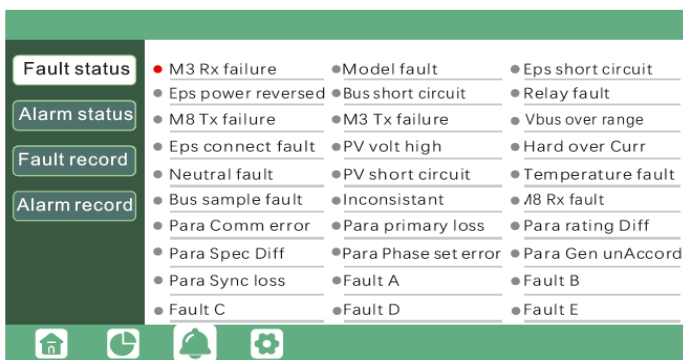 Fault status
Alarm status
Fault record
Alarm record
M3 Rx failure Model fault Eps short circuit
Eps power reversed Bus short circuit Relay fault
M8 Tx failure M3 Tx failure Vbus over range
Eps connect fault PV volt high Hard over Curr
Neutral fault PV short circuit Temperature fault
Bus sample fault Inconsistant Rx fault
Para Comm error Para primary loss Para rating Diff
Para Spec Diff Para Phase set error Para Gen unAccord
Para Sync loss Fault A Fault B
Fault C Fault D Fault E